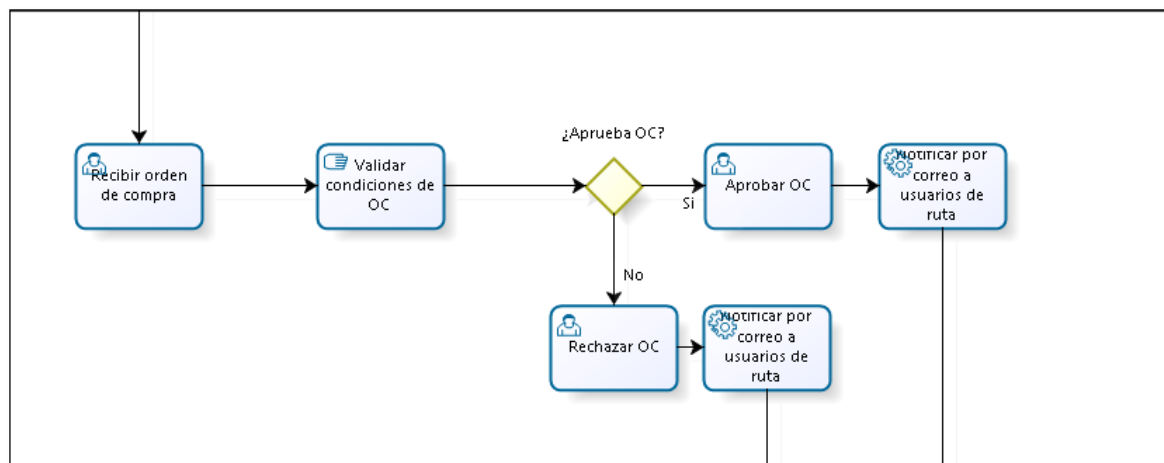 Recibir orden
de compra
Validar
condiciones de
OC
¿Aprueba OC?
Si
Aprobar OC
Notificar por
correo a
usuarios de
ruta
No
Rechazar OC
Notificar por
correo a
usuarios de
ruta